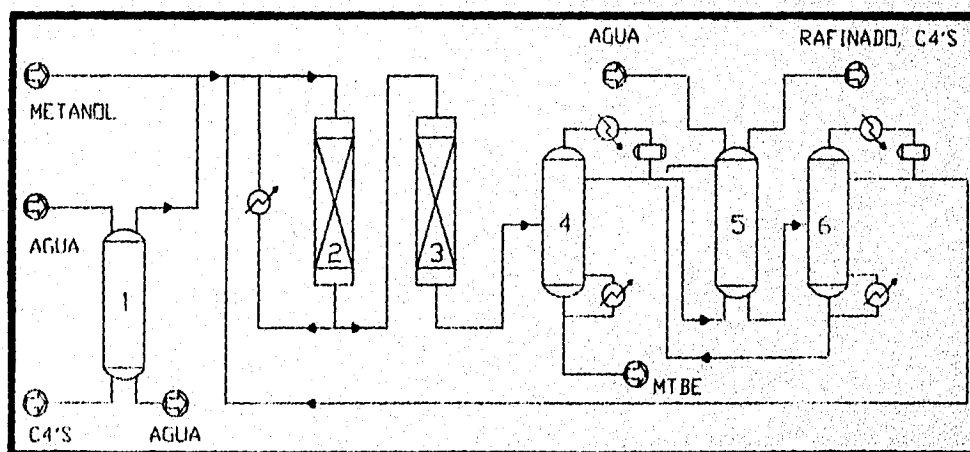 AGUA
RAFINADO, C4'S
METANOL
AGUA
1
2
3
4
5
6
MTBE
C4'S
AGUA